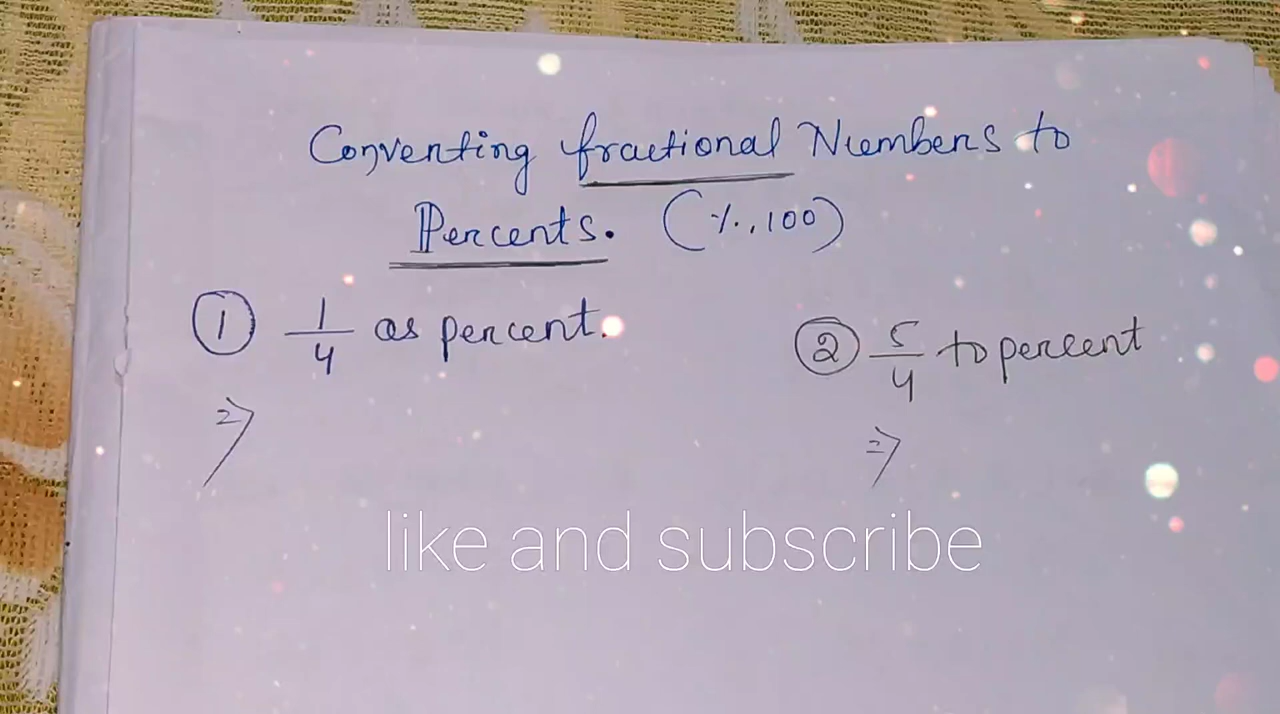 Converting fractional Numbers to
Percents. (%, 100)
① 1/4 as percent.
② 5/4 to percent
⇒
⇒
like and subscribe